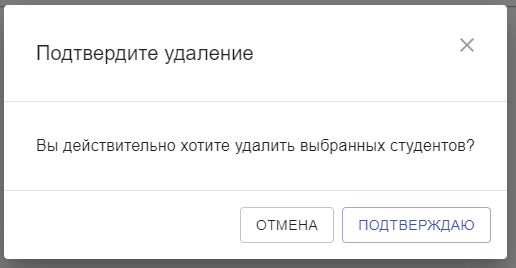 Подтвердите удаление
Вы действительно хотите удалить выбранных студентов?
ОТМЕНА ПОДТВЕРЖДАЮ